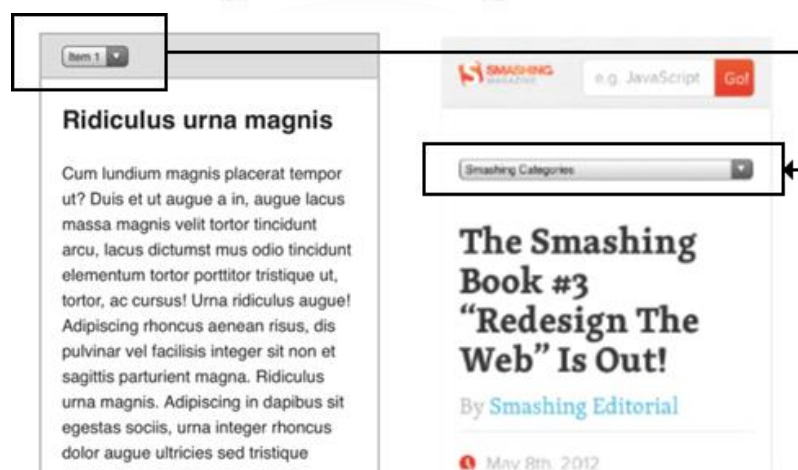 Item 1
Ridiculus urna magnis
Cum lundium magnis placerat tempor
ut? Duis et ut augue a in, augue lacus
massa magnis velit tortor tincidunt
arcu, lacus dictumst mus odio tincidunt
elementum tortor porttitor tristique ut,
tortor, ac cursus! Urna ridiculus augue!
Adipiscing rhoncus aenean risus, dis
pulvinar vel facilisis integer sit non et
sagittis parturient magna. Ridiculus
urna magnis. Adipiscing in dapibus sit
egestas sociis, urna integer rhoncus
dolor augue ultricies sed tristique
SMASHING
MAGAZINE
e.g. JavaScript
Go!
Smashing Categories
The Smashing
Book #3
“Redesign The
Web” Is Out!
By Smashing Editorial
May 8th, 2012